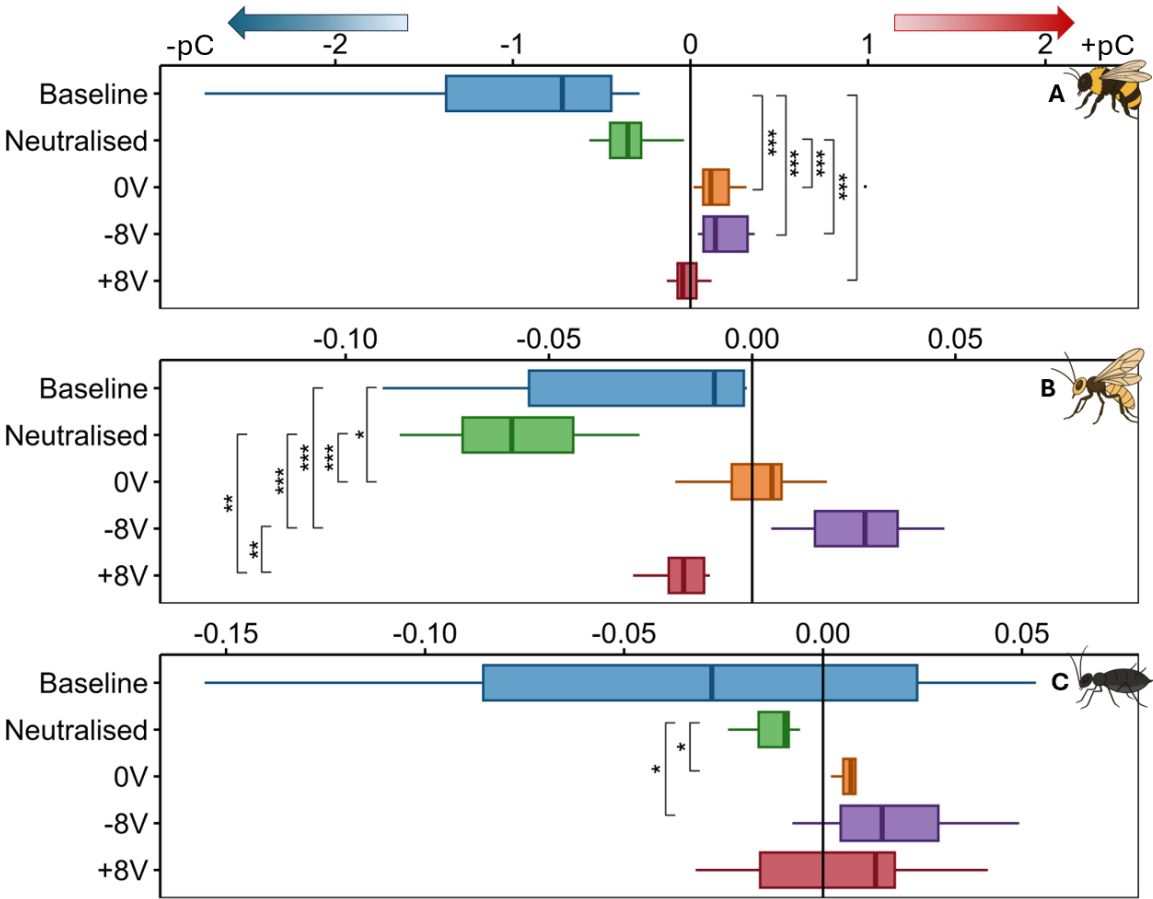 -pC -2 -1 0 1 2 +pC
Baseline
A
Neutralised
0V
-8V
+8V
*** *** *** *** .
-0.10 -0.05 0.00 0.05
Baseline
B
Neutralised
0V
-8V
+8V
** ** *** *** *** *
-0.15 -0.10 -0.05 0.00 0.05
Baseline
C
Neutralised
0V
-8V
+8V
* *